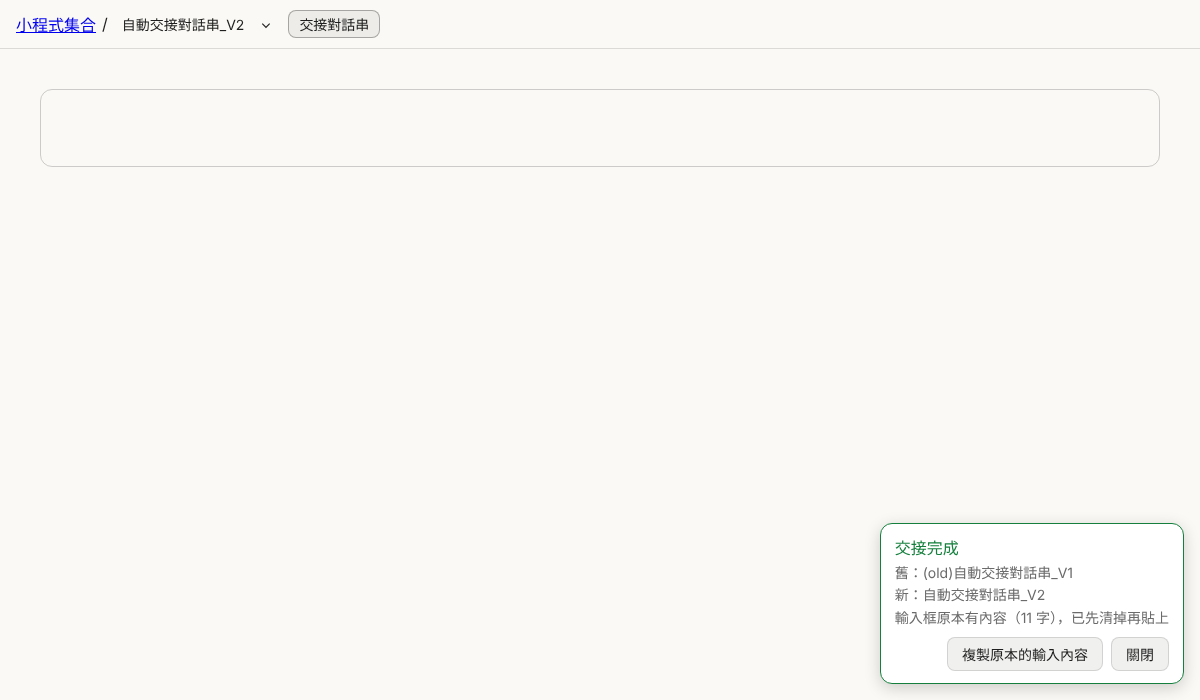 小程式集合 / 自動交接對話串_V2 交接對話串
交接完成
舊：(old)自動交接對話串_V1
新：自動交接對話串_V2
輸入框原本有內容（11 字），已先清掉再貼上
複製原本的輸入內容 關閉